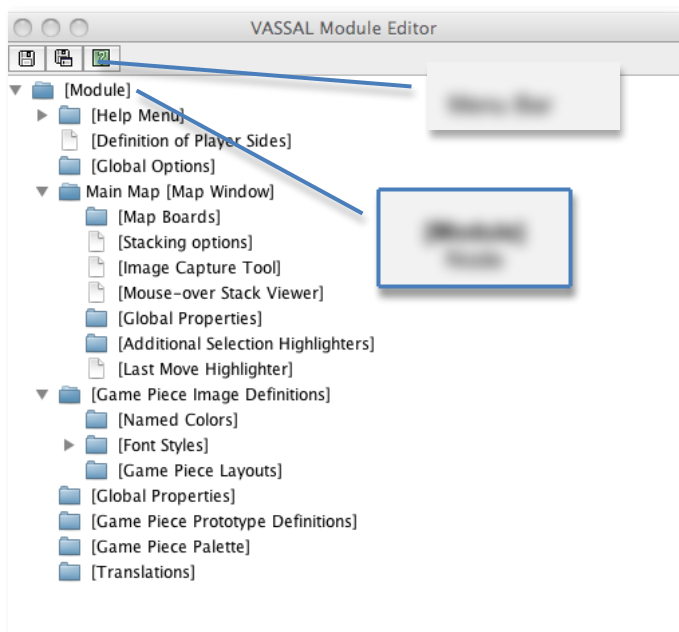 VASSAL Module Editor
[Module]
[Help Menu]
[Definition of Player Sides]
[Global Options]
Main Map [Map Window]
[Map Boards]
[Stacking options]
[Image Capture Tool]
[Mouse-over Stack Viewer]
[Global Properties]
[Additional Selection Highlighters]
[Last Move Highlighter]
[Game Piece Image Definitions]
[Named Colors]
[Font Styles]
[Game Piece Layouts]
[Global Properties]
[Game Piece Prototype Definitions]
[Game Piece Palette]
[Translations]